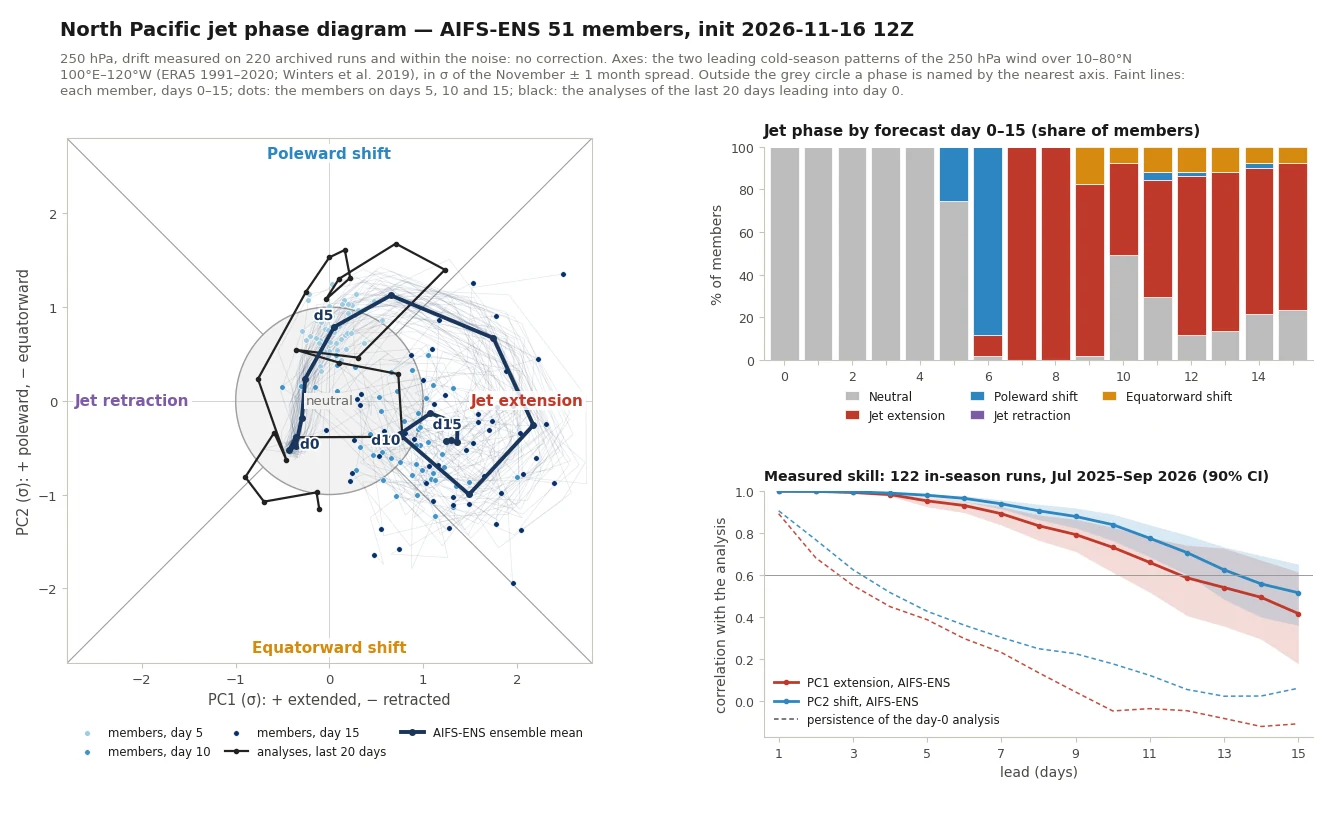 North Pacific jet phase diagram — AIFS-ENS 51 members, init 2026-11-16 12Z
250 hPa, drift measured on 220 archived runs and within the noise: no correction. Axes: the two leading cold-season patterns of the 250 hPa wind over 10–80°N
100°E–120°W (ERA5 1991–2020; Winters et al. 2019), in σ of the November ± 1 month spread. Outside the grey circle a phase is named by the nearest axis. Faint lines:
each member, days 0–15; dots: the members on days 5, 10 and 15; black: the analyses of the last 20 days leading into day 0.
Poleward shift
2
1
0
−1
−2
PC2 (σ): + poleward, − equatorward
d5
Jet retraction
neutral
Jet extension
d15
d10
d0
Equatorward shift
−2 −1 0 1 2
PC1 (σ): + extended, − retracted
members, day 5
members, day 10
members, day 15
analyses, last 20 days
AIFS-ENS ensemble mean
Jet phase by forecast day 0–15 (share of members)
100
80
60
40
20
0
% of members
0 2 4 6 8 10 12 14
Neutral
Jet extension
Poleward shift
Jet retraction
Equatorward shift
Measured skill: 122 in-season runs, Jul 2025–Sep 2026 (90% CI)
1.0
0.8
0.6
0.4
0.2
0.0
correlation with the analysis
PC1 extension, AIFS-ENS
PC2 shift, AIFS-ENS
persistence of the day-0 analysis
1 3 5 7 9 11 13 15
lead (days)